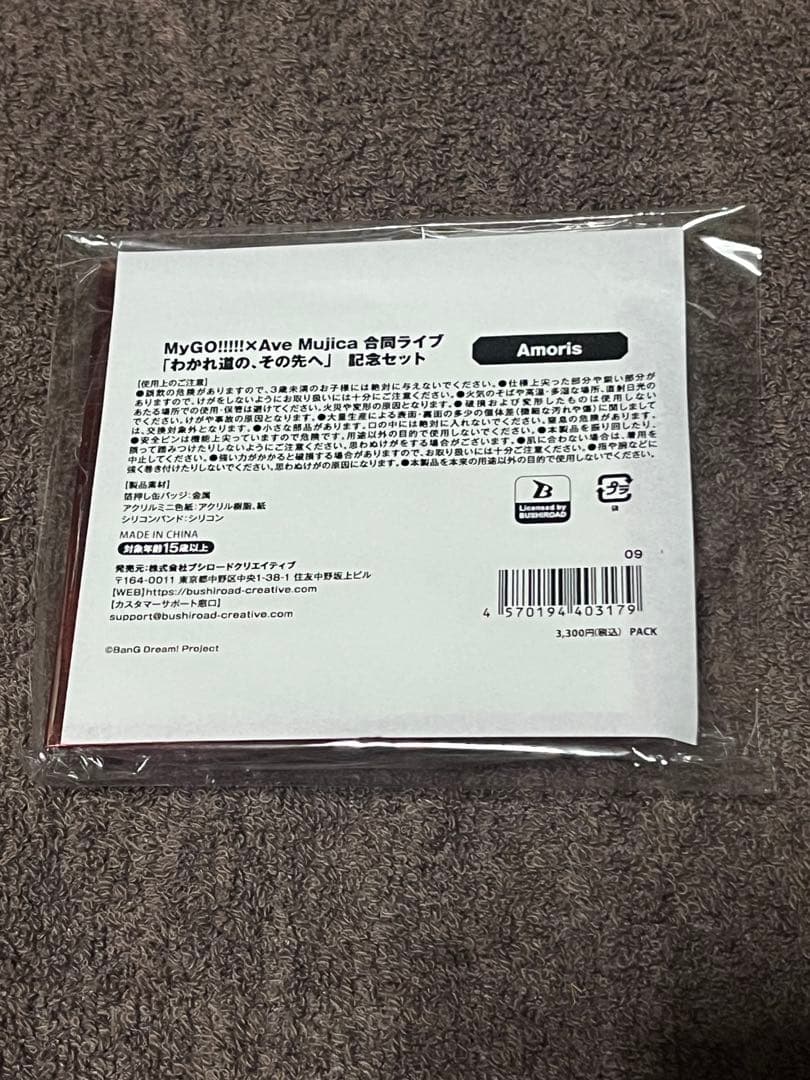 MyGO!!!!!×Ave Mujica 合同ライブ
「わかれ道の、その先へ」 記念セット
Amoris
【使用上のご注意】
●誤飲の危険がありますので、3歳未満のお子様には絶対に与えないでください。●仕様上尖った部分や鋭い部分が
ありますので、けがをしないようにお取り扱いには十分にご注意ください。●火気のそばや高温・多湿な場所、直射日光の
あたる場所での使用・保管は避けてください。火災や変形の原因となります。●破損および変形したものは使用しない
でください。けがや事故の原因となります。●大量生産による表面・裏面の多少の個体差(微細な汚れや傷)に関しまして
は、交換対象外となります。●小さな部品があります。口の中には絶対に入れないでください。窒息の危険があります。
●安全ピンは機能上尖っていますので危険です。用途以外の目的で使用しないでください。●本製品を振り回したり、
誤って踏みつけたりしないようにご注意ください。思わぬけがをする場合がございます。●肌に合わない場合は、着用を
中止してください。●強い力がかかると破損する場合がありますので、お取り扱いには十分ご注意ください。●指や腕などに
強く巻き付けたりしないでください。思わぬけがの原因になります。●本製品を本来の用途以外の目的で使用しないでください。
【製品素材】
箔押し缶バッジ:金属
アクリルミニ色紙:アクリル樹脂、紙
シリコンバンド:シリコン
MADE IN CHINA
対象年齢15歳以上
発売元:株式会社ブシロードクリエイティブ
〒164-0011 東京都中野区中央1-38-1 住友中野坂上ビル
【WEB】https://bushiroad-creative.com
【カスタマーサポート窓口】
support@bushiroad-creative.com
©BanG Dream! Project
B
Licensed by
BUSHIROAD
プラ
袋
09
4 570194 403179
3,300円(税込) PACK